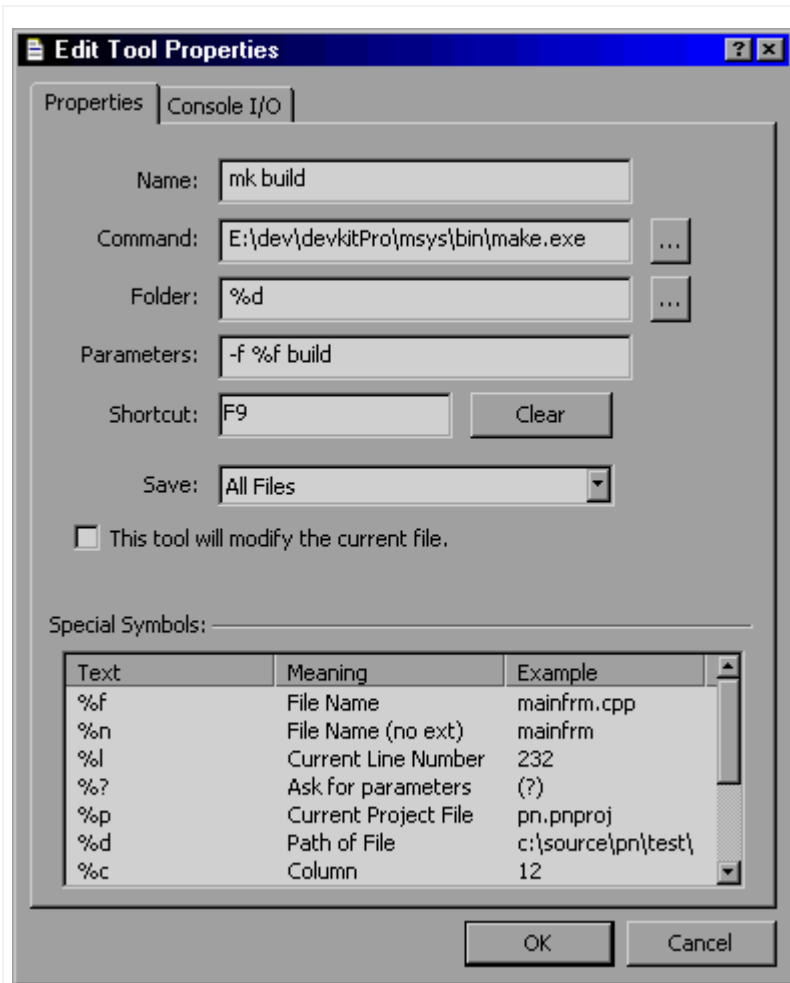 Edit Tool Properties
Properties Console I/O
Name: mk build
Command: E:\dev\devkitPro\msys\bin\make.exe ...
Folder: %d ...
Parameters: -f %f build
Shortcut: F9 Clear
Save: All Files
This tool will modify the current file.
Special Symbols:
Text Meaning Example
%f File Name mainfrm.cpp
%n File Name (no ext) mainfrm
%l Current Line Number 232
%? Ask for parameters (?)
%p Current Project File pn.pnproj
%d Path of File c:\source\pn\test\
%c Column 12
OK Cancel